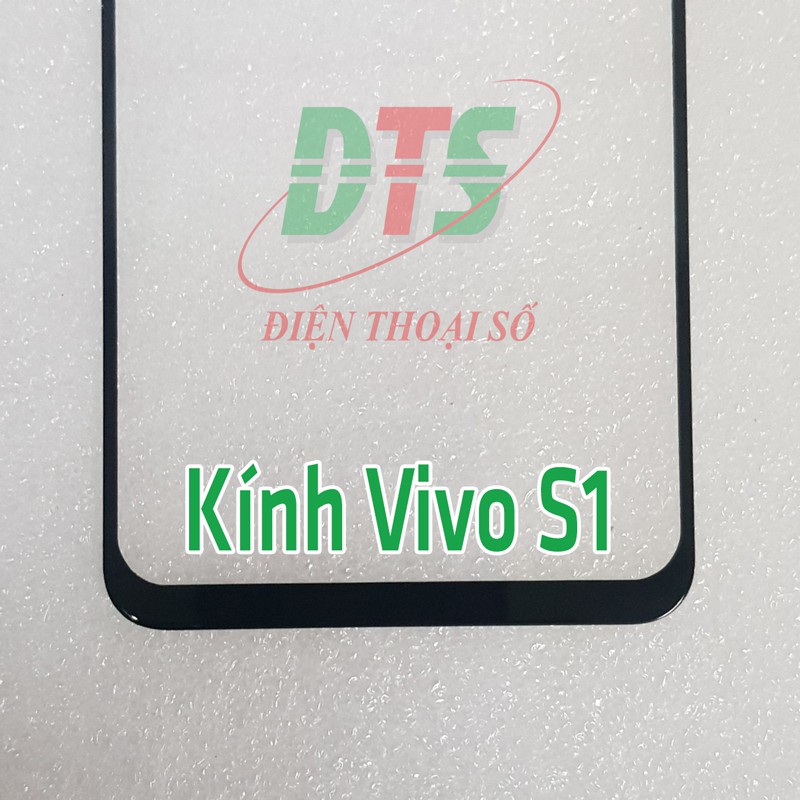 DTS
ĐIỆN THOẠI SỐ
Kính Vivo S1